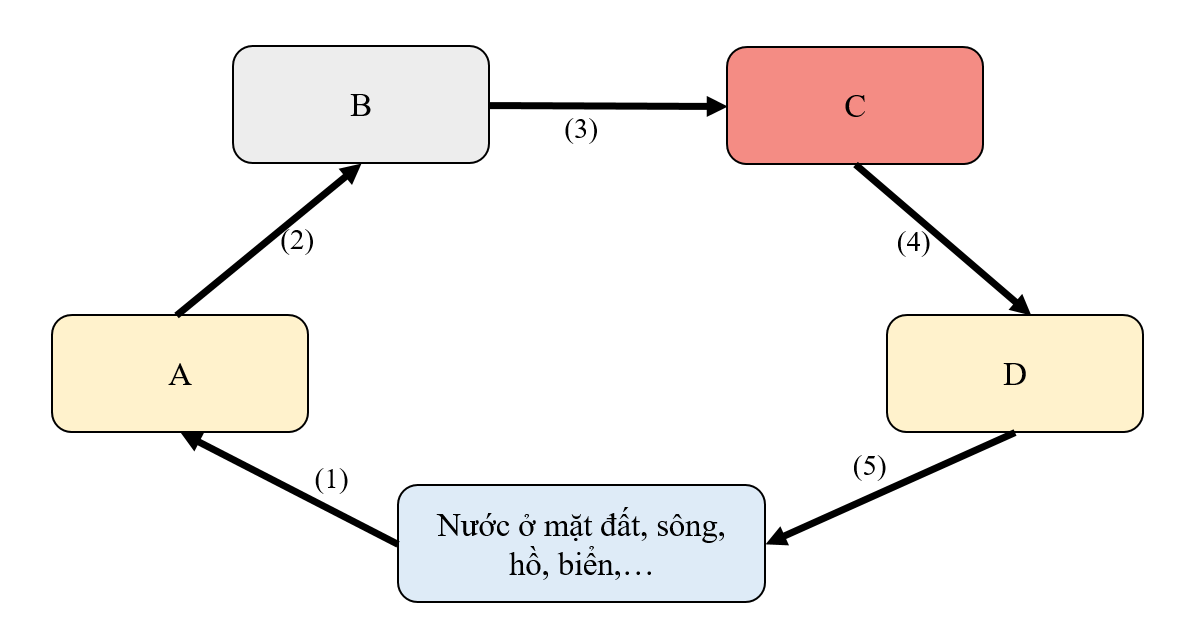 B
C
(3)
(2)
(4)
A
D
(1)
(5)
Nước ở mặt đất, sông,
hồ, biển,…